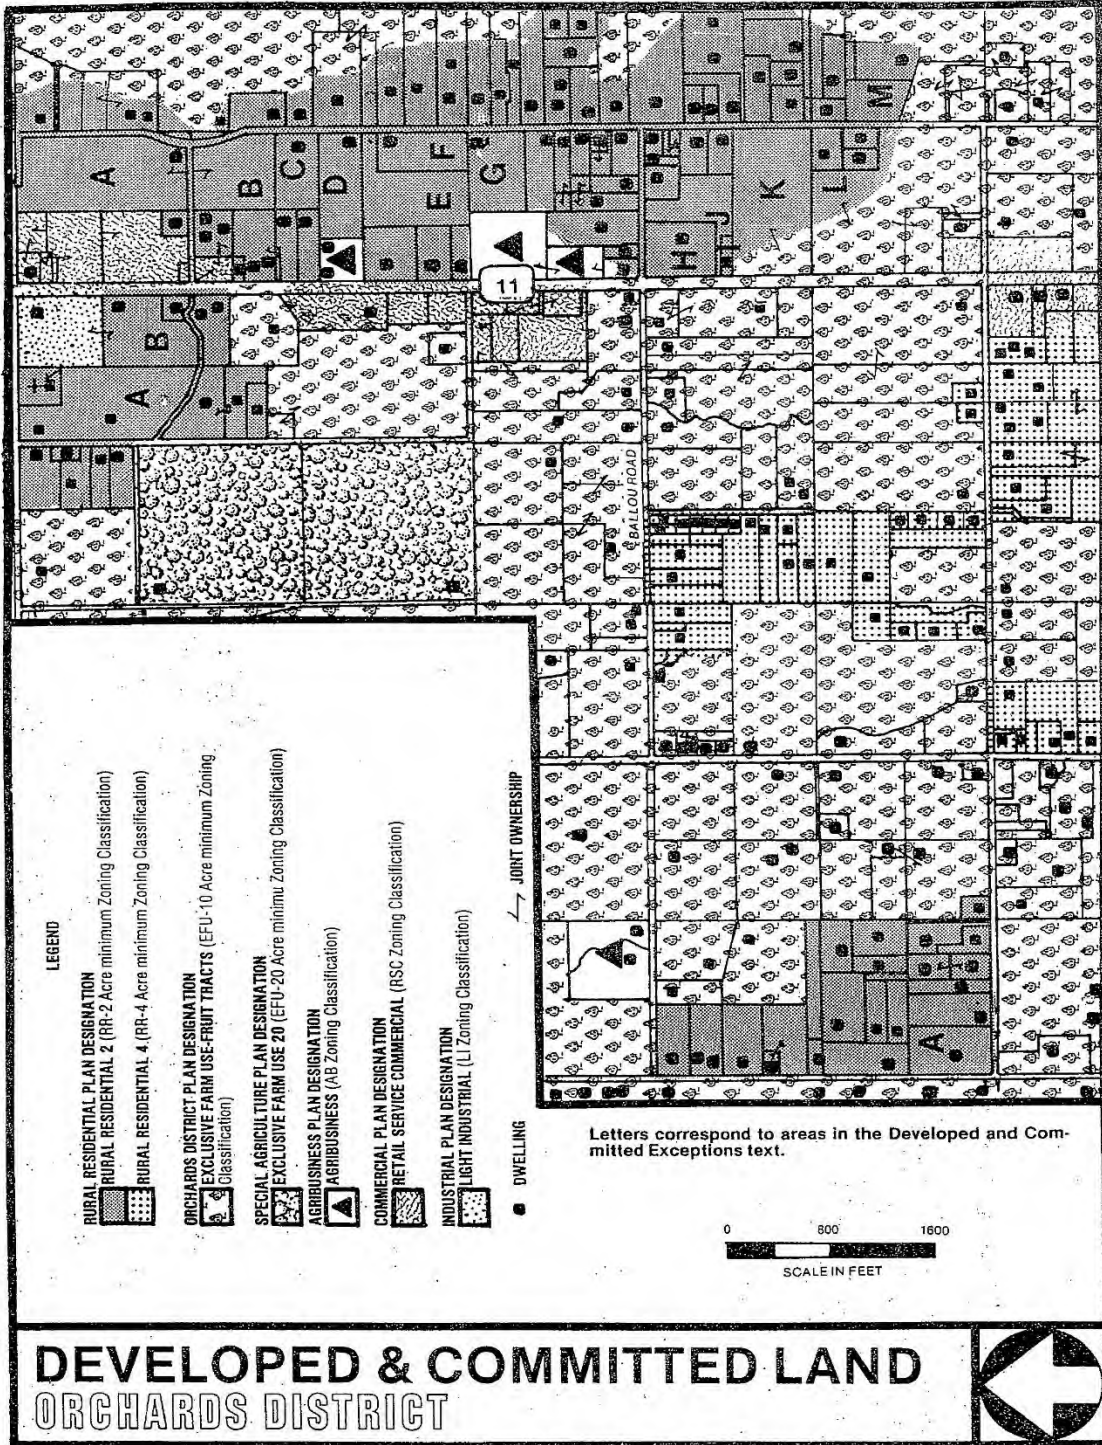 A
B
C
D
E
F
G
H
I
J
K
L
M
11
B
A
BALLOU ROAD
A
LEGEND
RURAL RESIDENTIAL PLAN DESIGNATION
RURAL RESIDENTIAL 2 (RR-2 Acre minimum Zoning Classification)
RURAL RESIDENTIAL 4 (RR-4 Acre minimum Zoning Classification)
ORCHARDS DISTRICT PLAN DESIGNATION
EXCLUSIVE FARM USE-FRUIT TRACTS (EFU-10 Acre minimum Zoning
Classification)
SPECIAL AGRICULTURE PLAN DESIGNATION
EXCLUSIVE FARM USE 20 (EFU-20 Acre minimu Zoning Classification)
AGRIBUSINESS PLAN DESIGNATION
AGRIBUSINESS (AB Zoning Classification)
COMMERCIAL PLAN DESIGNATION
RETAIL SERVICE COMMERCIAL (RSC Zoning Classification)
INDUSTRIAL PLAN DESIGNATION
LIGHT INDUSTRIAL (LI Zoning Classification)
DWELLING
JOINT OWNERSHIP
Letters correspond to areas in the Developed and Com-
mitted Exceptions text.
0 800 1600
SCALE IN FEET
DEVELOPED & COMMITTED LAND
ORCHARDS DISTRICT